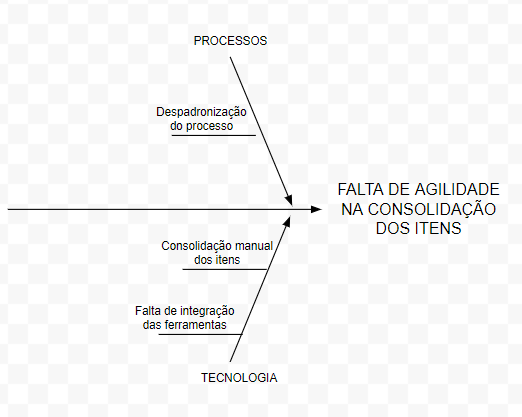 PROCESSOS
Despadronização
do processo
FALTA DE AGILIDADE
NA CONSOLIDAÇÃO
DOS ITENS
Consolidação manual
dos itens
Falta de integração
das ferramentas
TECNOLOGIA